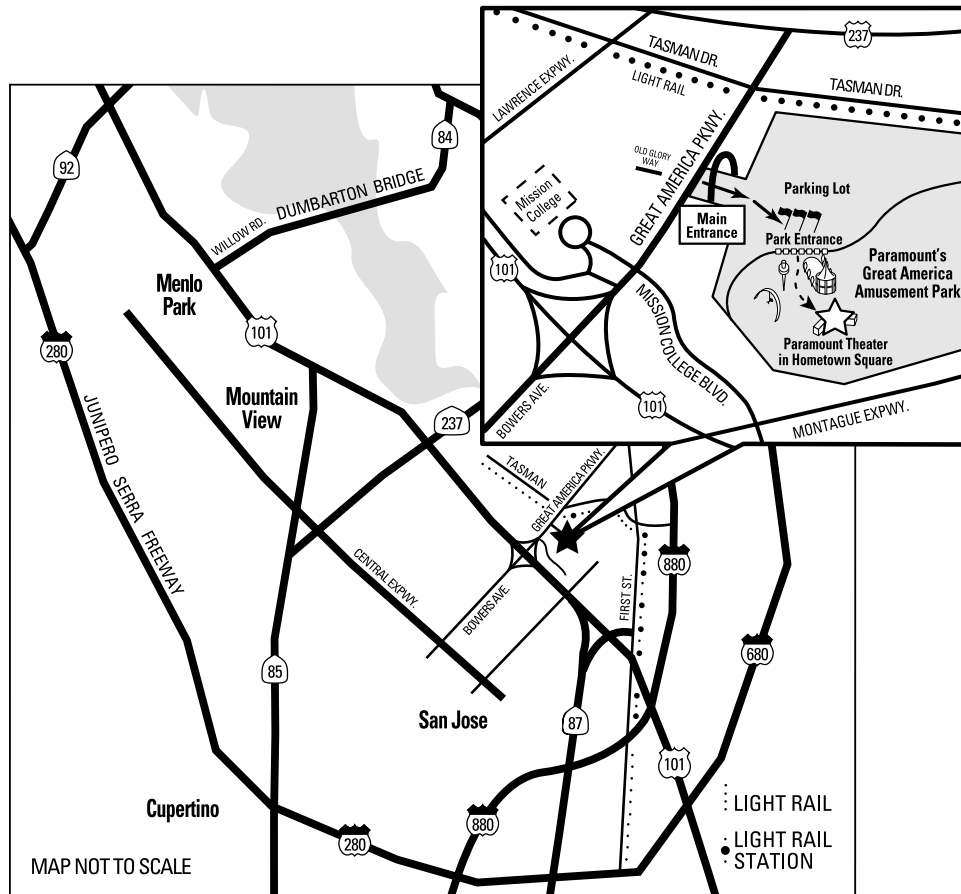 237
TASMAN DR.
LAWRENCE EXPWY.
LIGHT RAIL
TASMAN DR.
GREAT AMERICA PKWY.
OLD GLORY
WAY
Mission
College
Parking Lot
Main
Entrance
Park Entrance
Paramount's
Great America
Amusement Park
101
MISSION COLLEGE BLVD.
Paramount Theater
in Hometown Square
101
BOWERS AVE.
MONTAGUE EXPWY.
84
92
DUMBARTON BRIDGE
WILLOW RD.
Menlo
Park
101
280
Mountain
View
237
JUNIPERO SERRA FREEWAY
TASMAN
GREAT AMERICA PKWY.
CENTRAL EXPWY.
BOWERS AVE.
FIRST ST.
880
680
85
San Jose
87
101
Cupertino
880
280
LIGHT RAIL
LIGHT RAIL
STATION
MAP NOT TO SCALE